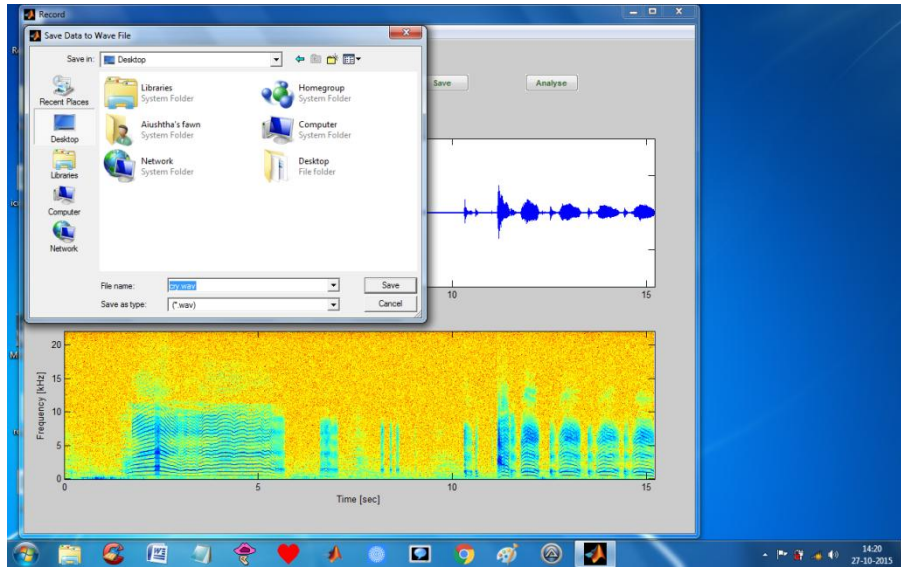 Record
Save Data to Wave File
Save in:
Desktop
Save
Analyse
Recent Places
Desktop
Libraries
Computer
Network
Libraries
System Folder
Homegroup
System Folder
Aiushtha's fawn
System Folder
Computer
System Folder
Network
System Folder
Desktop
File folder
File name:
cry.wav
Save
Save as type:
(*.wav)
Cancel
10
15
20
15
10
5
0
Frequency [kHz]
0
5
10
15
Time [sec]
14:20
27-10-2015